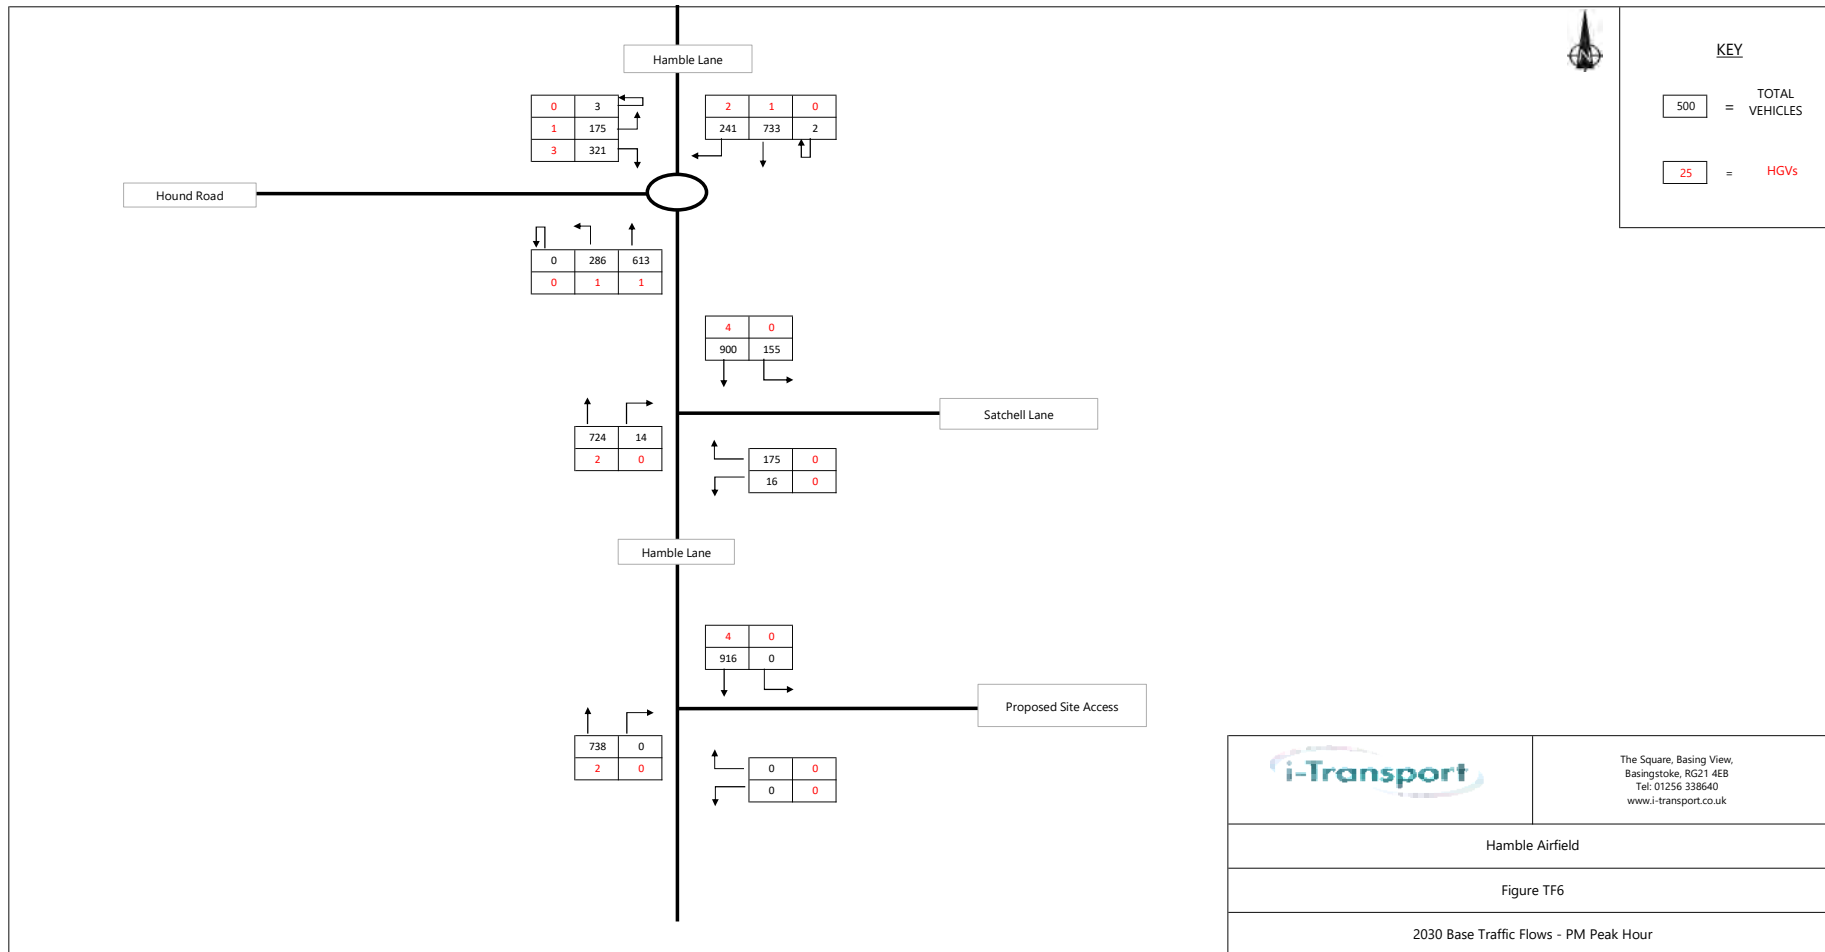 Hamble Lane
KEY
500 = TOTAL VEHICLES
25 = HGVs
0 3
1 175
3 321
2 1 0
241 733 2
Hound Road
0 286 613
0 1 1
4 0
900 155
724 14
2 0
Satchell Lane
175 0
16 0
Hamble Lane
4 0
916 0
Proposed Site Access
738 0
2 0
0 0
0 0
i-Transport
The Square, Basing View,
Basingstoke, RG21 4EB
Tel: 01256 338640
www.i-transport.co.uk
Hamble Airfield
Figure TF6
2030 Base Traffic Flows - PM Peak Hour